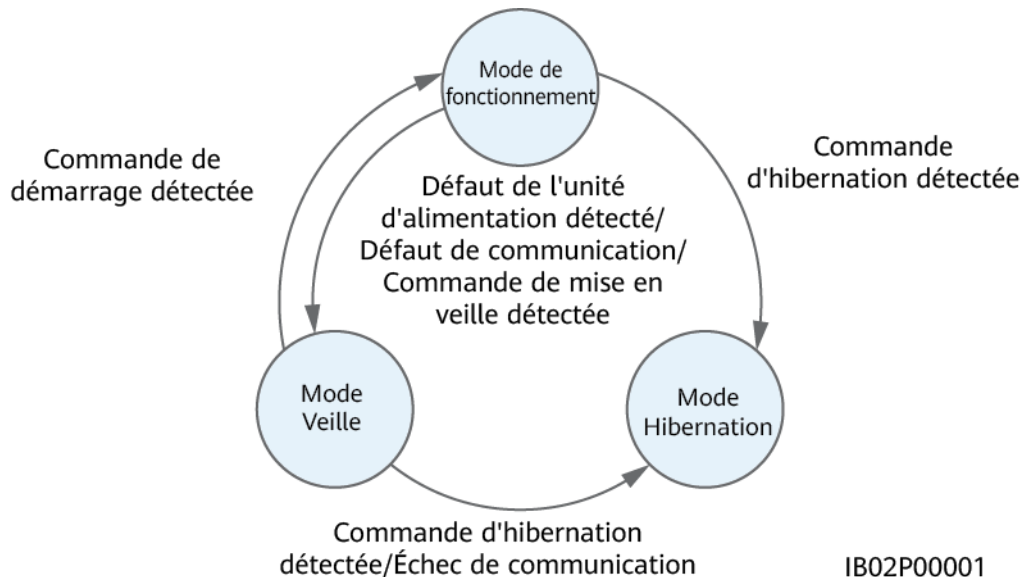 Mode de
fonctionnement
Commande de
démarrage détectée
Commande
d'hibernation détectée
Défaut de l'unité
d'alimentation détecté/
Défaut de communication/
Commande de mise en
veille détectée
Mode
Veille
Mode
Hibernation
Commande d'hibernation
détectée/Échec de communication
IB02P00001